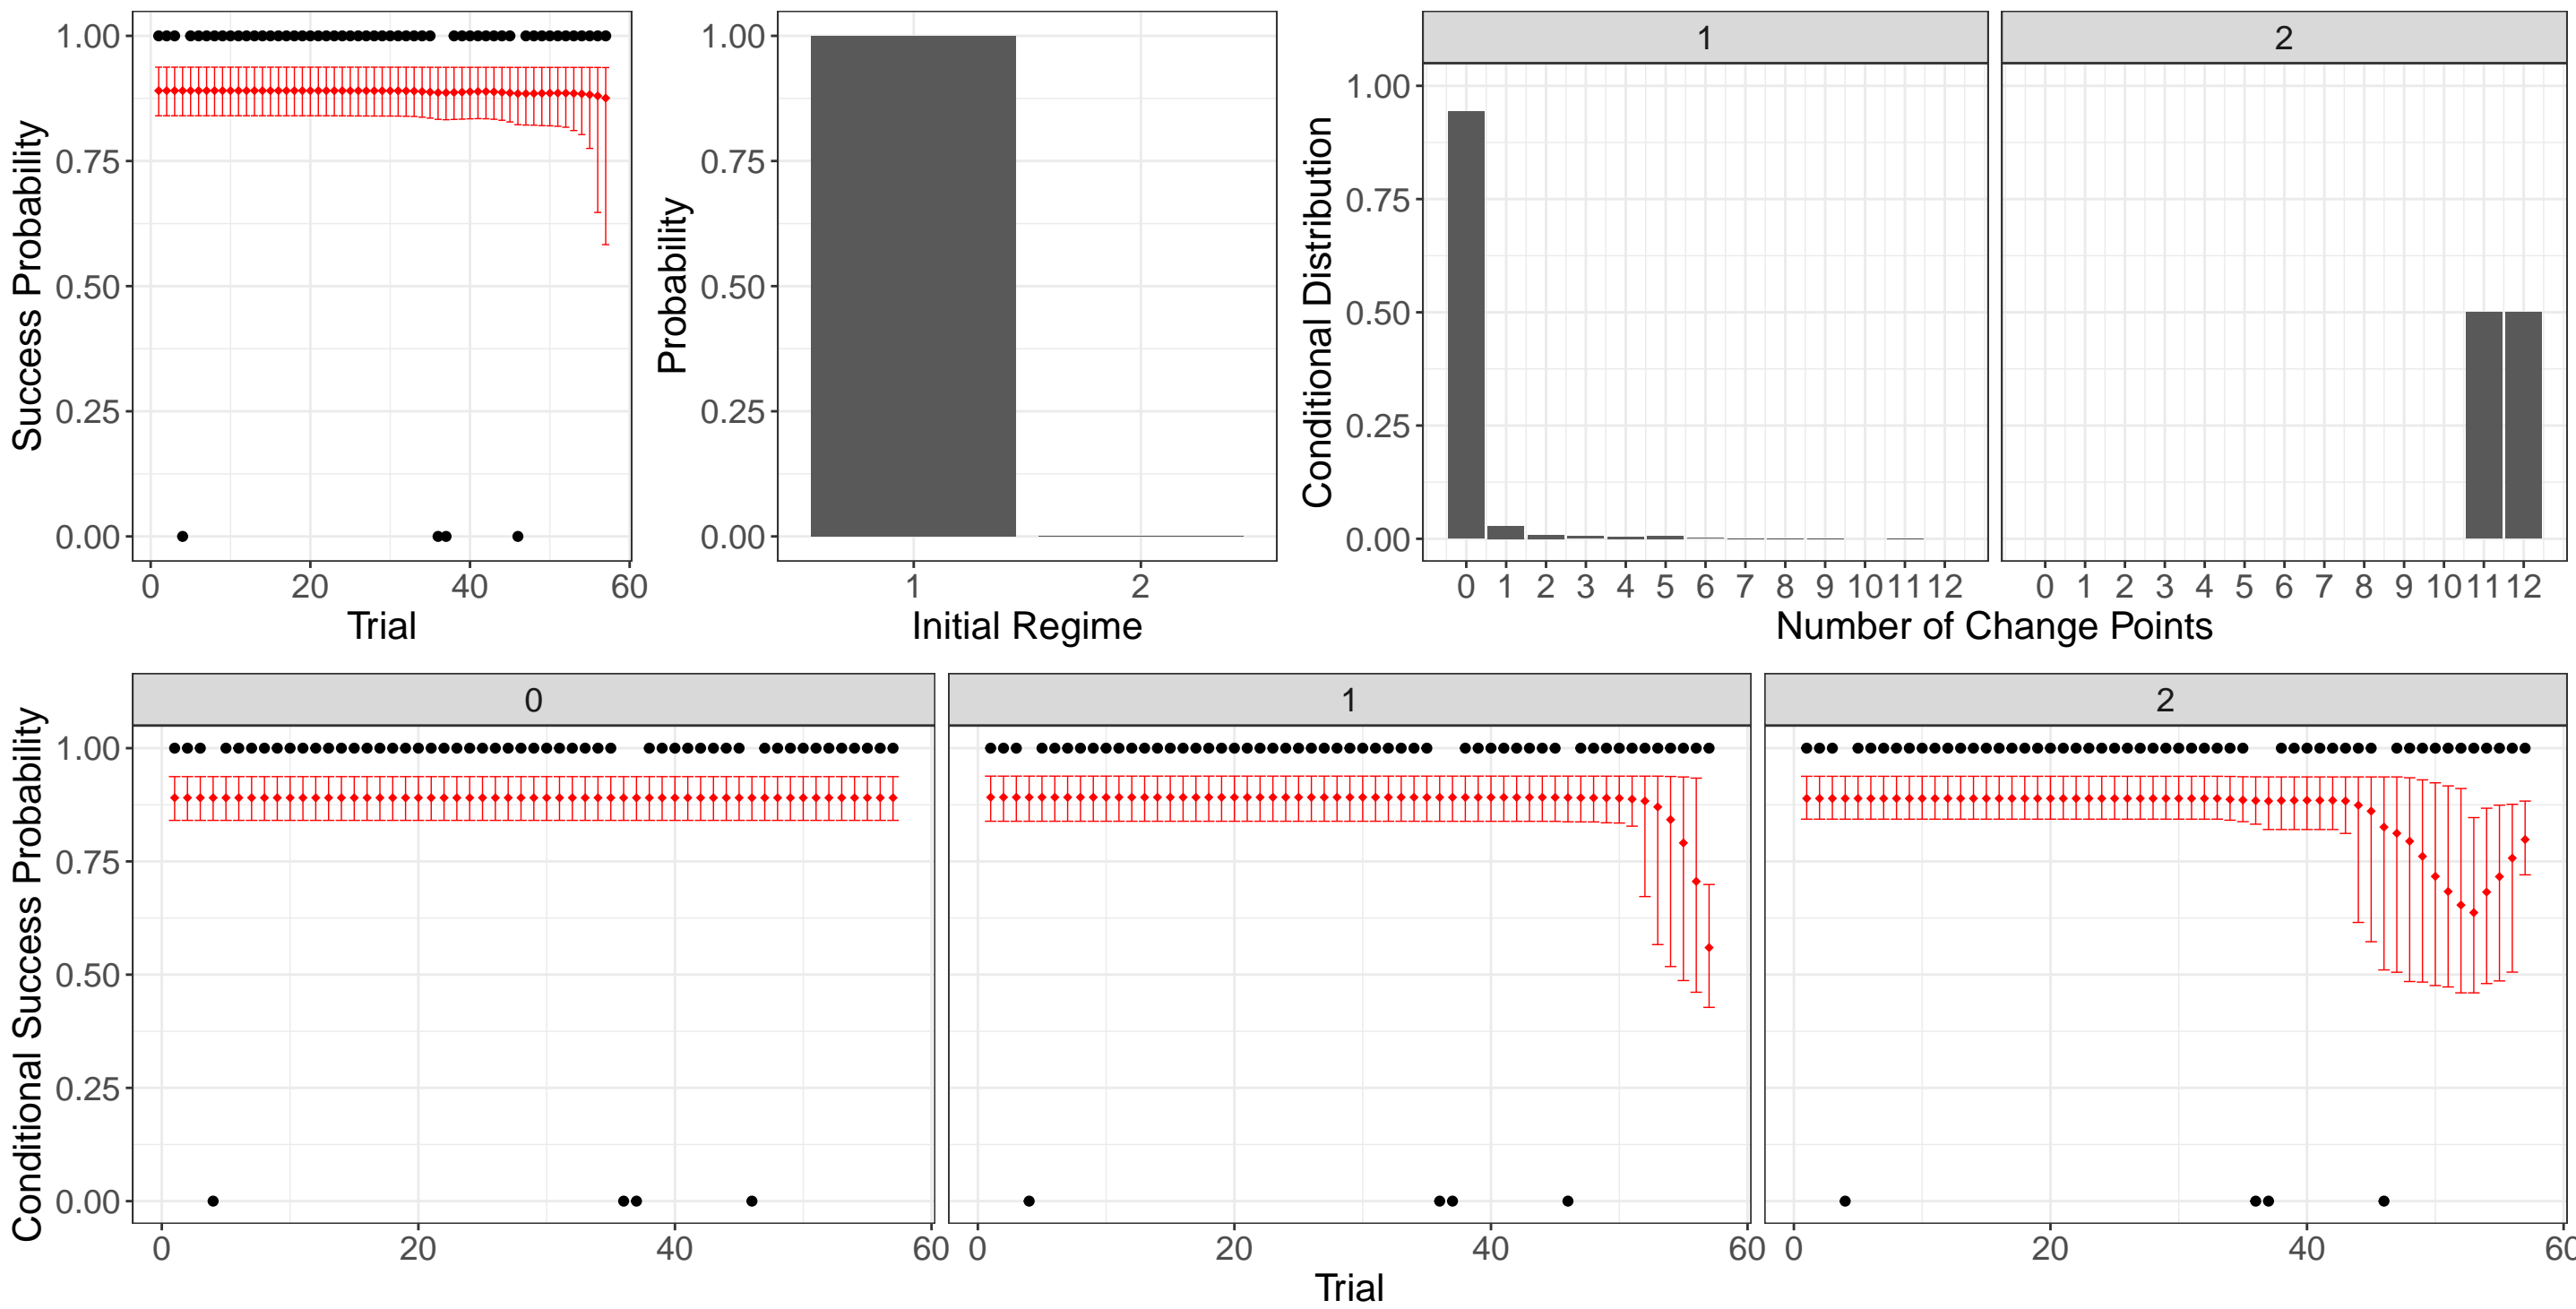 Success Probability
1.00
0.75
0.50
0.25
0.00
0 20 40 60
Trial
Probability
1.00
0.75
0.50
0.25
0.00
1 2
Initial Regime
Conditional Distribution
1 2
1.00
0.75
0.50
0.25
0.00
0 1 2 3 4 5 6 7 8 9 10 11 12
0 1 2 3 4 5 6 7 8 9 10 11 12
Number of Change Points
Conditional Success Probability
0 1 2
1.00
0.75
0.50
0.25
0.00
0 20 40 60
0 20 40 60
0 20 40 60
Trial